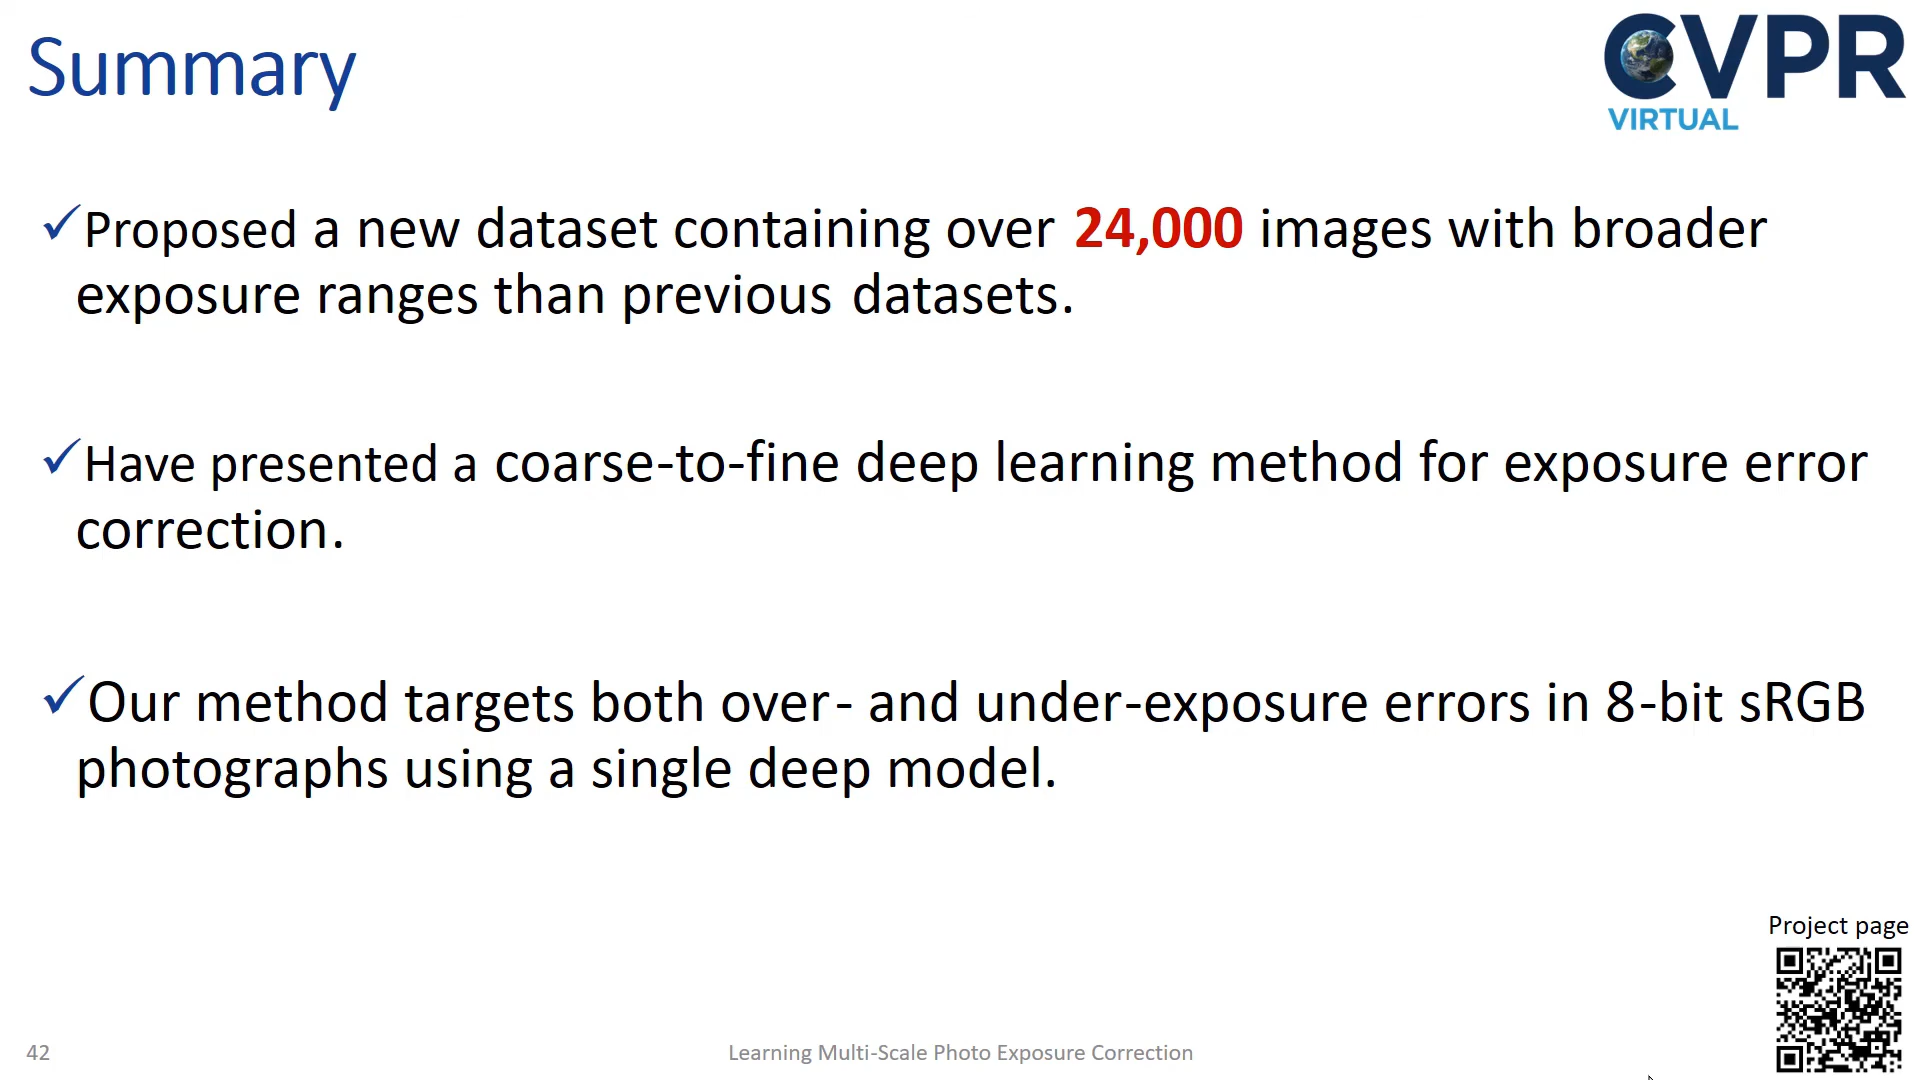 Summary
CVPR
VIRTUAL
✓Proposed a new dataset containing over 24,000 images with broader
exposure ranges than previous datasets.
✓Have presented a coarse-to-fine deep learning method for exposure error
correction.
✓Our method targets both over- and under-exposure errors in 8-bit sRGB
photographs using a single deep model.
Project page
42
Learning Multi-Scale Photo Exposure Correction